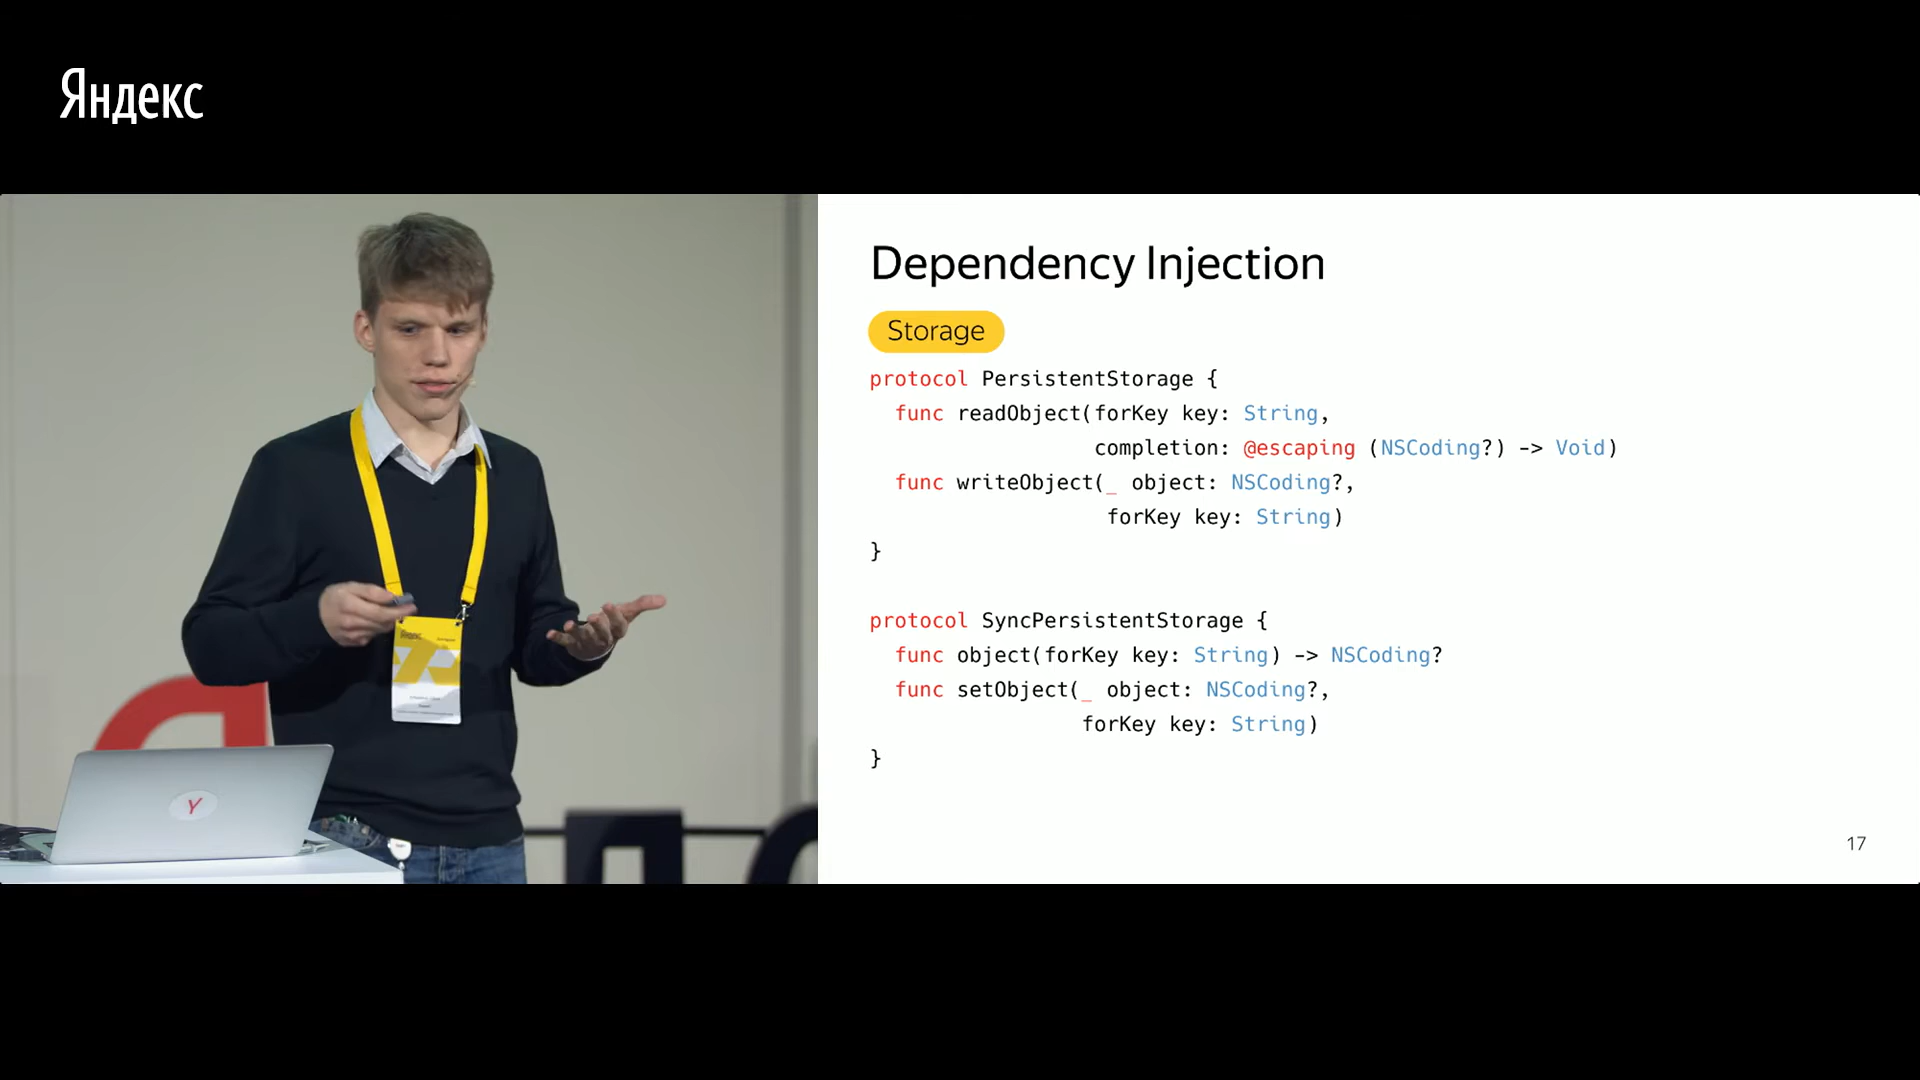 Яндекс
Dependency Injection
Storage
protocol PersistentStorage {
func readObject(forKey key: String,
completion: @escaping (NSCoding?) -> Void)
func writeObject(_ object: NSCoding?,
forKey key: String)
}
protocol SyncPersistentStorage {
func object(forKey key: String) -> NSCoding?
func setObject(_ object: NSCoding?,
forKey key: String)
}
17
Y